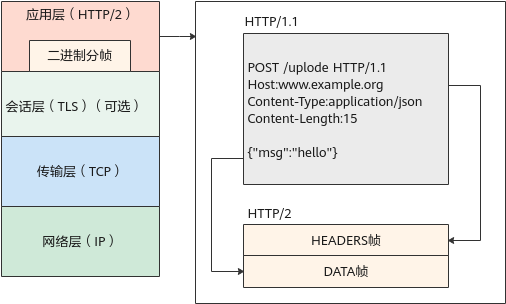 应用层（HTTP/2）
二进制分帧
会话层（TLS）（可选）
传输层（TCP）
网络层（IP）
HTTP/1.1
POST /uplode HTTP/1.1
Host:www.example.org
Content-Type:application/json
Content-Length:15
{"msg":"hello"}
HTTP/2
HEADERS帧
DATA帧